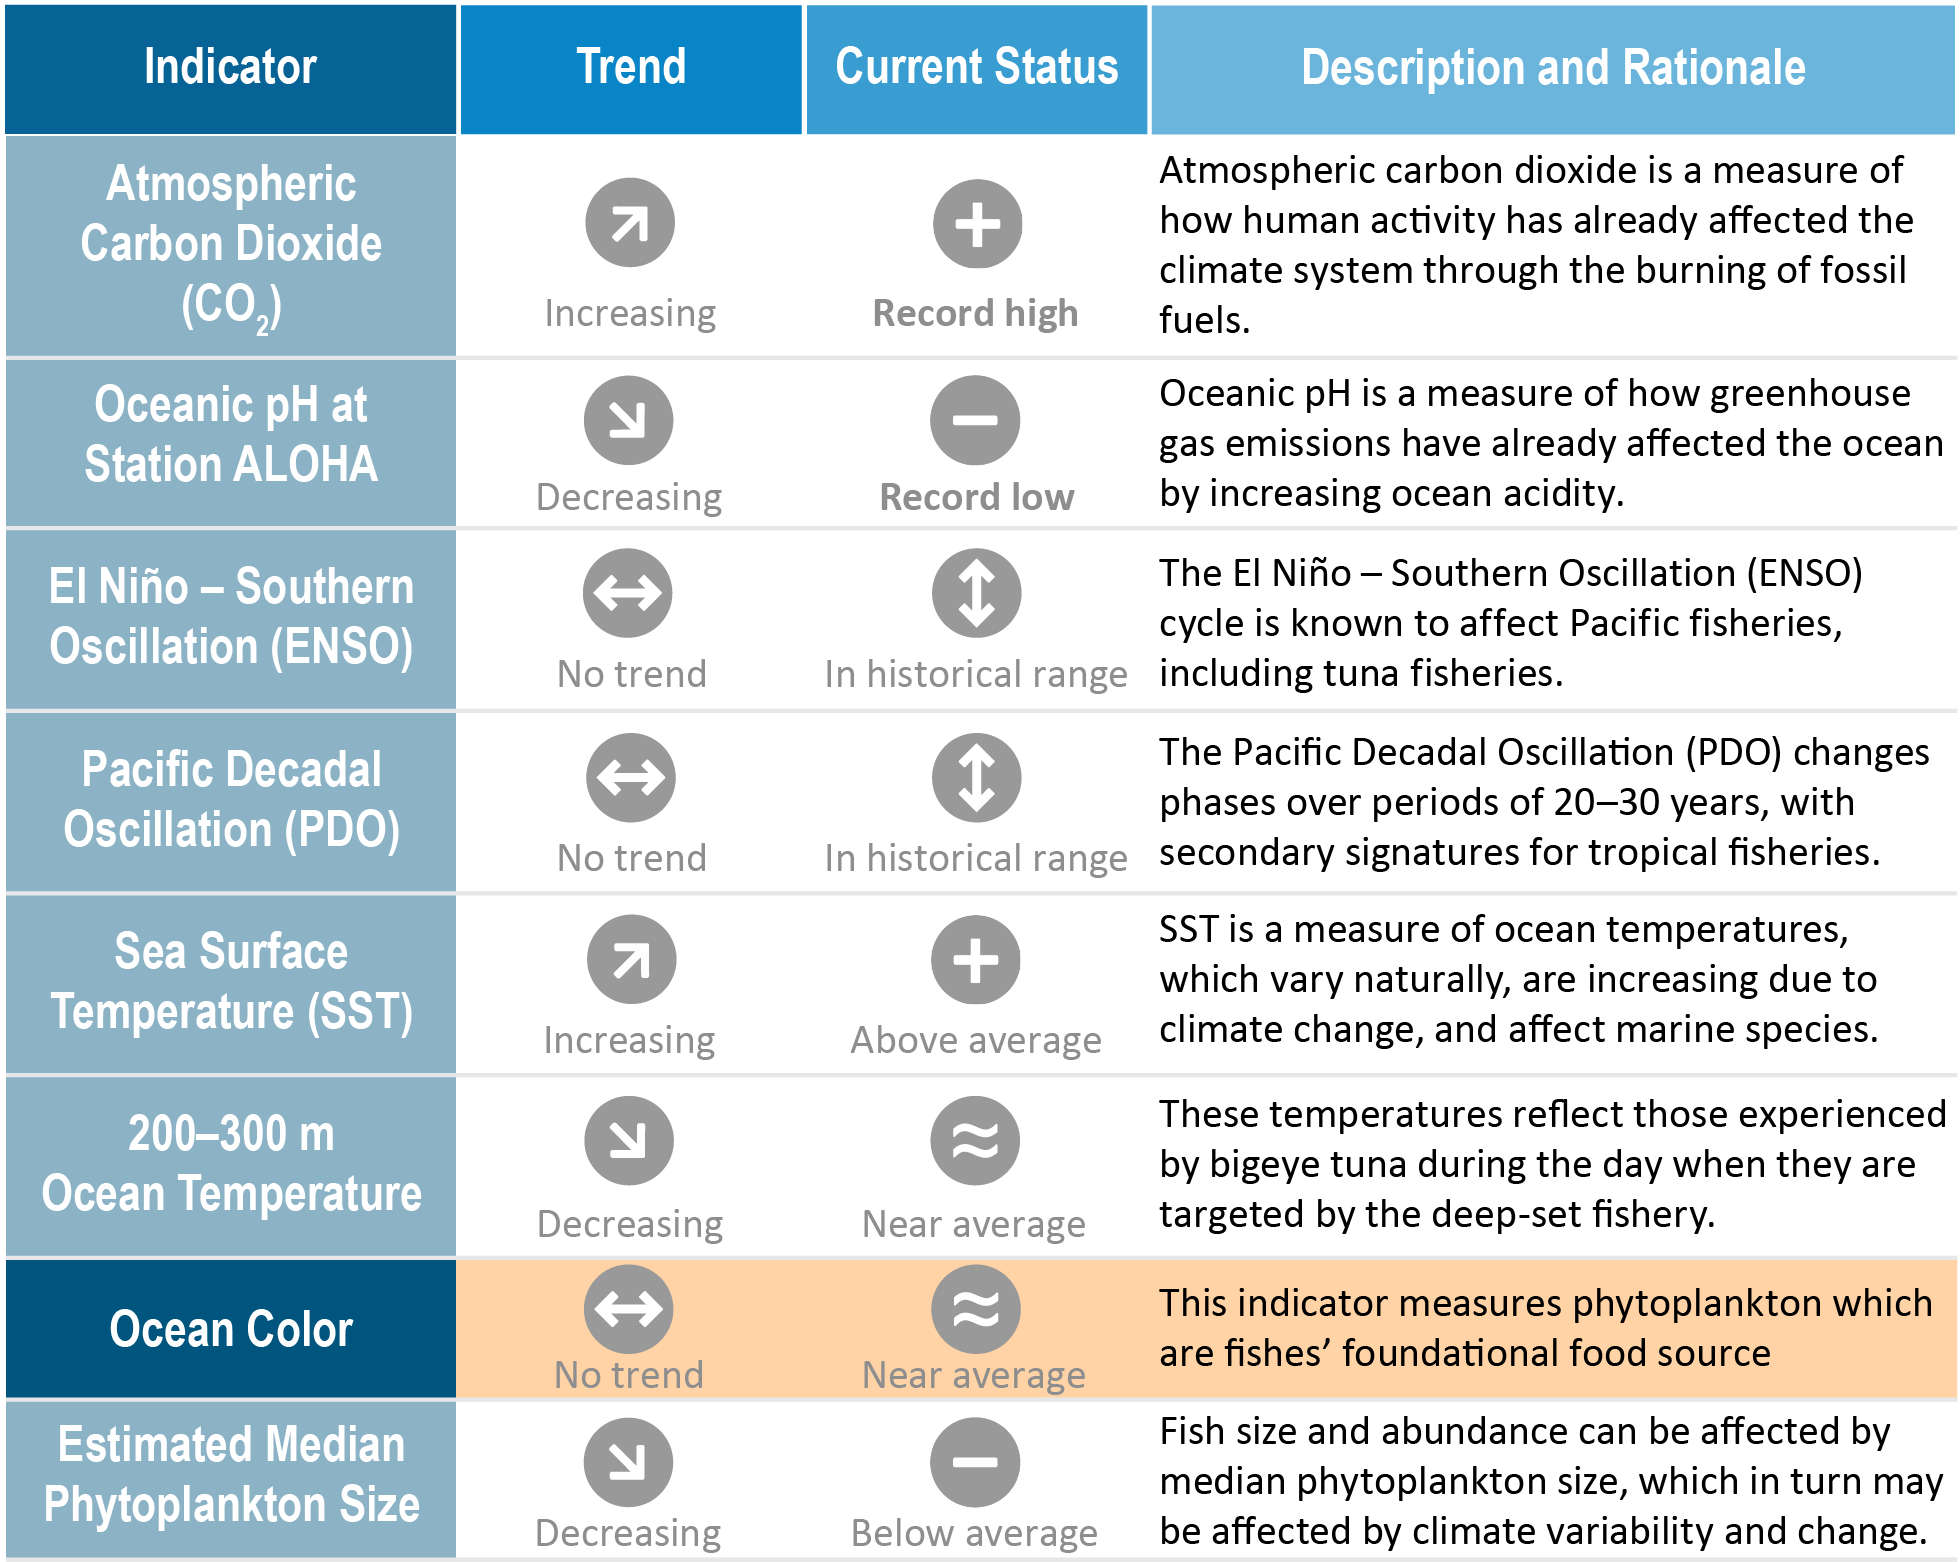 Indicator
Trend
Current Status
Description and Rationale
Atmospheric
Carbon Dioxide
(CO₂)
Increasing
Record high
Atmospheric carbon dioxide is a measure of
how human activity has already affected the
climate system through the burning of fossil
fuels.
Oceanic pH at
Station ALOHA
Decreasing
Record low
Oceanic pH is a measure of how greenhouse
gas emissions have already affected the ocean
by increasing ocean acidity.
El Niño – Southern
Oscillation (ENSO)
No trend
In historical range
The El Niño – Southern Oscillation (ENSO)
cycle is known to affect Pacific fisheries,
including tuna fisheries.
Pacific Decadal
Oscillation (PDO)
No trend
In historical range
The Pacific Decadal Oscillation (PDO) changes
phases over periods of 20–30 years, with
secondary signatures for tropical fisheries.
Sea Surface
Temperature (SST)
Increasing
Above average
SST is a measure of ocean temperatures,
which vary naturally, are increasing due to
climate change, and affect marine species.
200–300 m
Ocean Temperature
Decreasing
Near average
These temperatures reflect those experienced
by bigeye tuna during the day when they are
targeted by the deep-set fishery.
Ocean Color
No trend
Near average
This indicator measures phytoplankton which
are fishes’ foundational food source
Estimated Median
Phytoplankton Size
Decreasing
Below average
Fish size and abundance can be affected by
median phytoplankton size, which in turn may
be affected by climate variability and change.